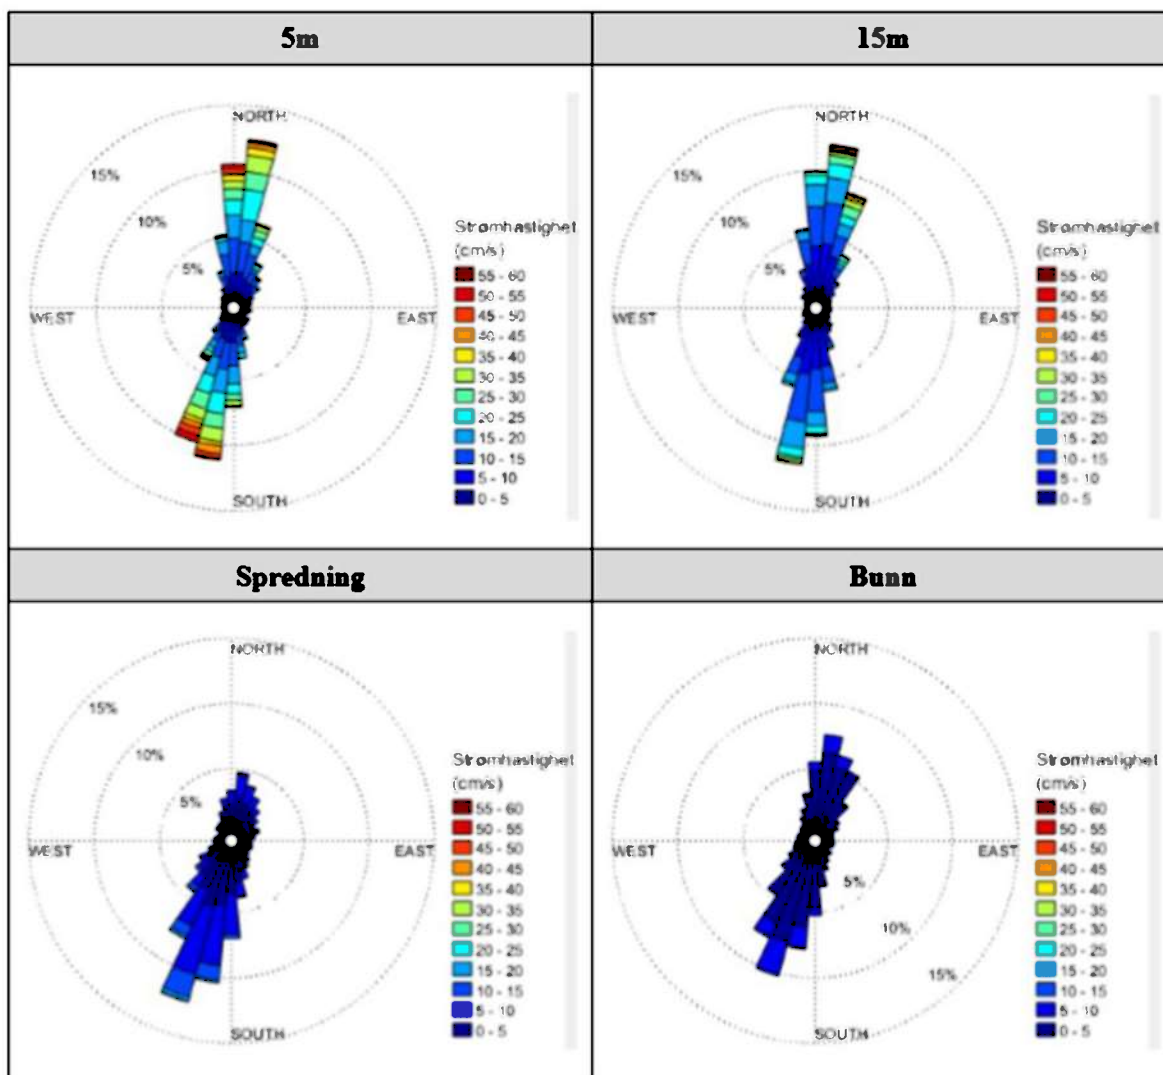 5m
15m
NORTH
15%
10%
5%
WEST
EAST
SOUTH
Strømhastighet
(cm/s)
55 - 60
50 - 55
45 - 50
40 - 45
35 - 40
30 - 35
25 - 30
20 - 25
15 - 20
10 - 15
5 - 10
0 - 5
NORTH
15%
10%
5%
WEST
EAST
SOUTH
Strømhastighet
(cm/s)
55 - 60
50 - 55
45 - 50
40 - 45
35 - 40
30 - 35
25 - 30
20 - 25
15 - 20
10 - 15
5 - 10
0 - 5
Spredning
Bunn
NORTH
15%
10%
5%
WEST
EAST
SOUTH
Strømhastighet
(cm/s)
55 - 60
50 - 55
45 - 50
40 - 45
35 - 40
30 - 35
25 - 30
20 - 25
15 - 20
10 - 15
5 - 10
0 - 5
NORTH
WEST
EAST
5%
10%
15%
SOUTH
Strømhastighet
(cm/s)
55 - 60
50 - 55
45 - 50
40 - 45
35 - 40
30 - 35
25 - 30
20 - 25
15 - 20
10 - 15
5 - 10
0 - 5